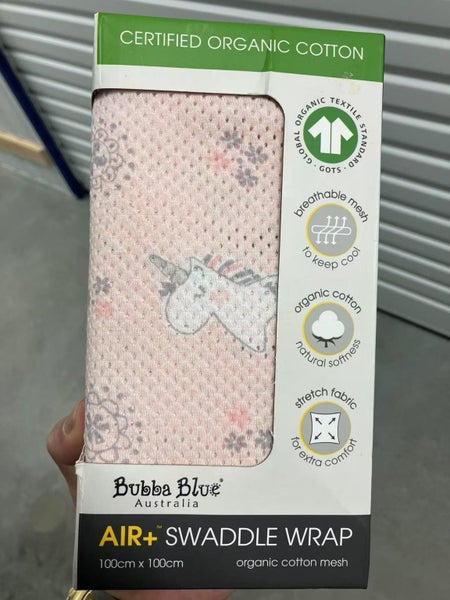 CERTIFIED ORGANIC COTTON
GLOBAL ORGANIC TEXTILE STANDARD
· GOTS ·
breathable mesh
to keep cool
organic cotton
natural softness
stretch fabric
for extra comfort
Bubba Blue®
Australia
AIR+™ SWADDLE WRAP
100cm x 100cm
organic cotton mesh